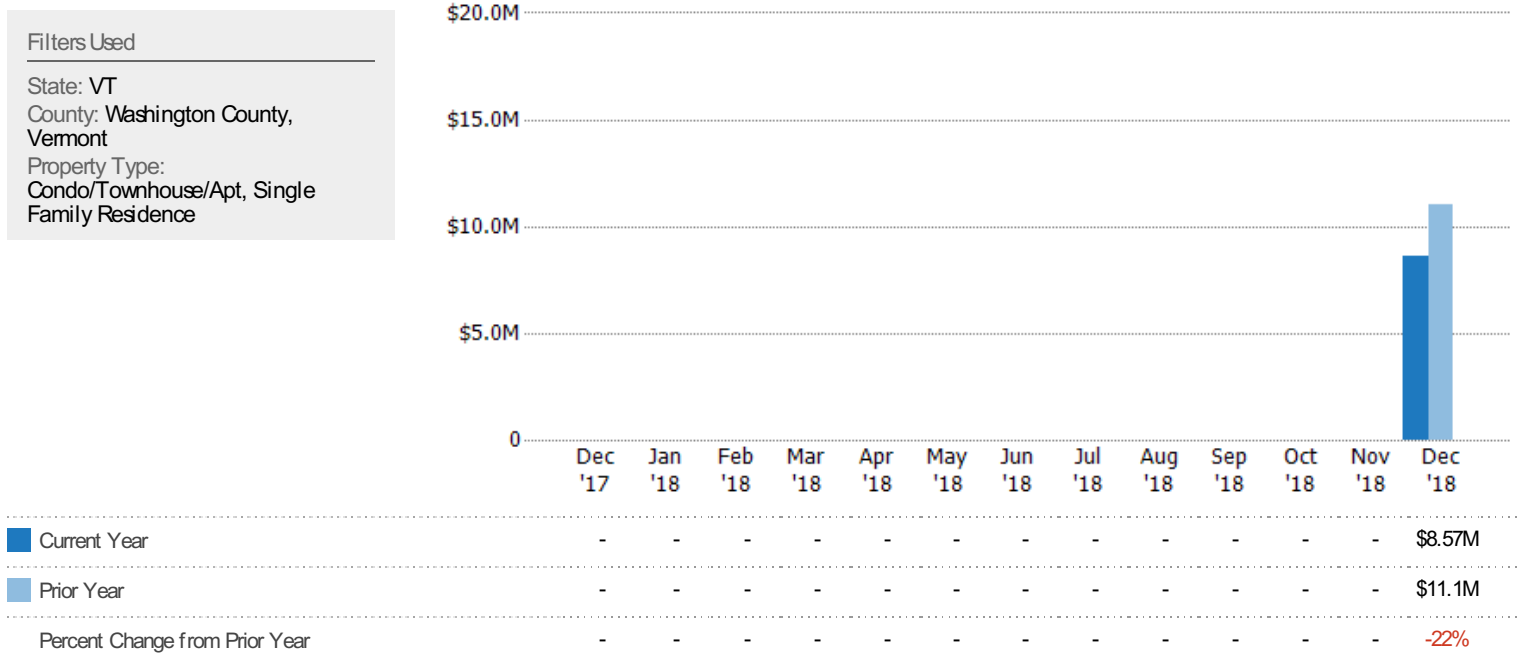 Filters Used
State: VT
County: Washington County,
Vermont
Property Type:
Condo/Townhouse/Apt, Single
Family Residence
$20.0M
$15.0M
$10.0M
$5.0M
0
Dec Jan Feb Mar Apr May Jun Jul Aug Sep Oct Nov Dec
'17 '18 '18 '18 '18 '18 '18 '18 '18 '18 '18 '18 '18
Current Year - - - - - - - - - - - - $8.57M
Prior Year - - - - - - - - - - - - $11.1M
Percent Change from Prior Year - - - - - - - - - - - - -22%